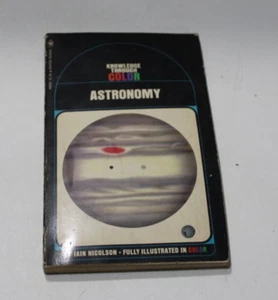 KNOWLEDGE
THROUGH
COLOR
ASTRONOMY
IAIN NICOLSON • FULLY ILLUSTRATED IN COLOR